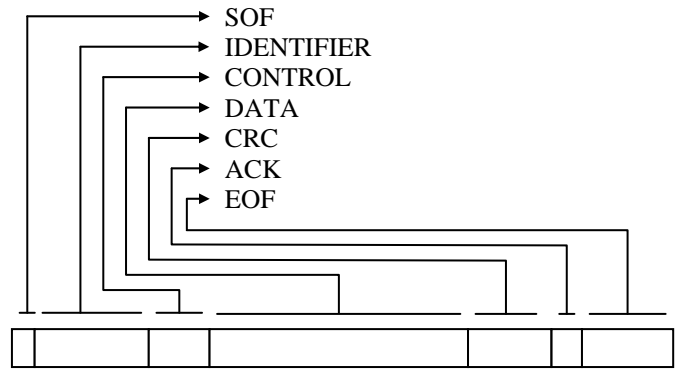 SOF
IDENTIFIER
CONTROL
DATA
CRC
ACK
EOF